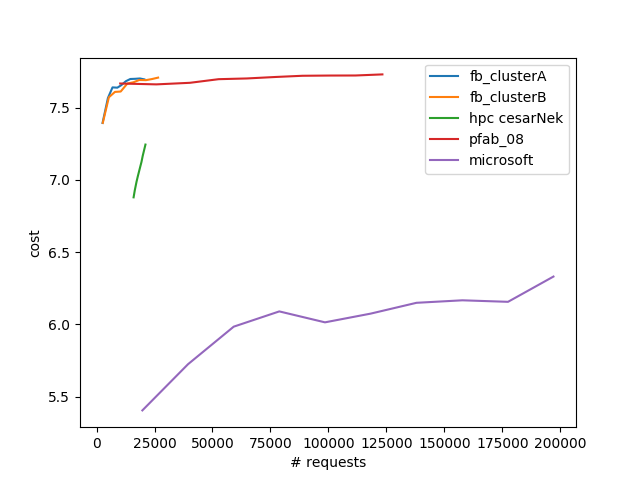 7.5
7.0
6.5
6.0
5.5
cost
0
25000
50000
75000
100000
125000
150000
175000
200000
# requests
fb_clusterA
fb_clusterB
hpc cesarNek
pfab_08
microsoft